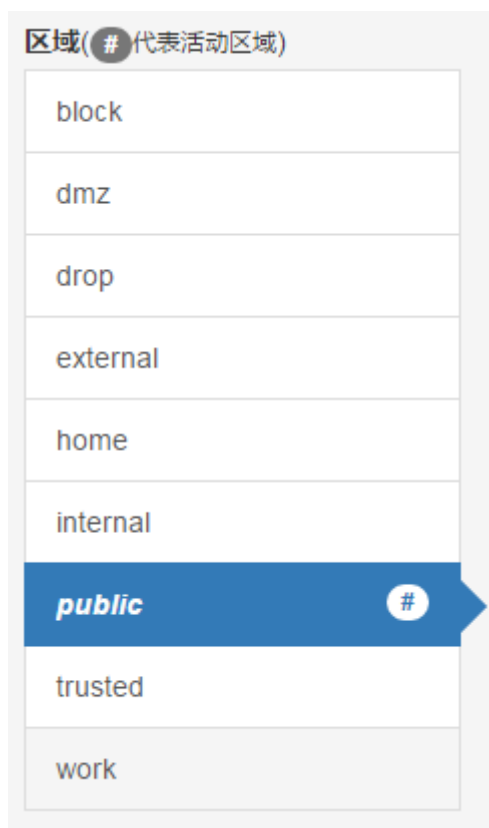 区域(#代表活动区域)
block
dmz
drop
external
home
internal
public #
trusted
work